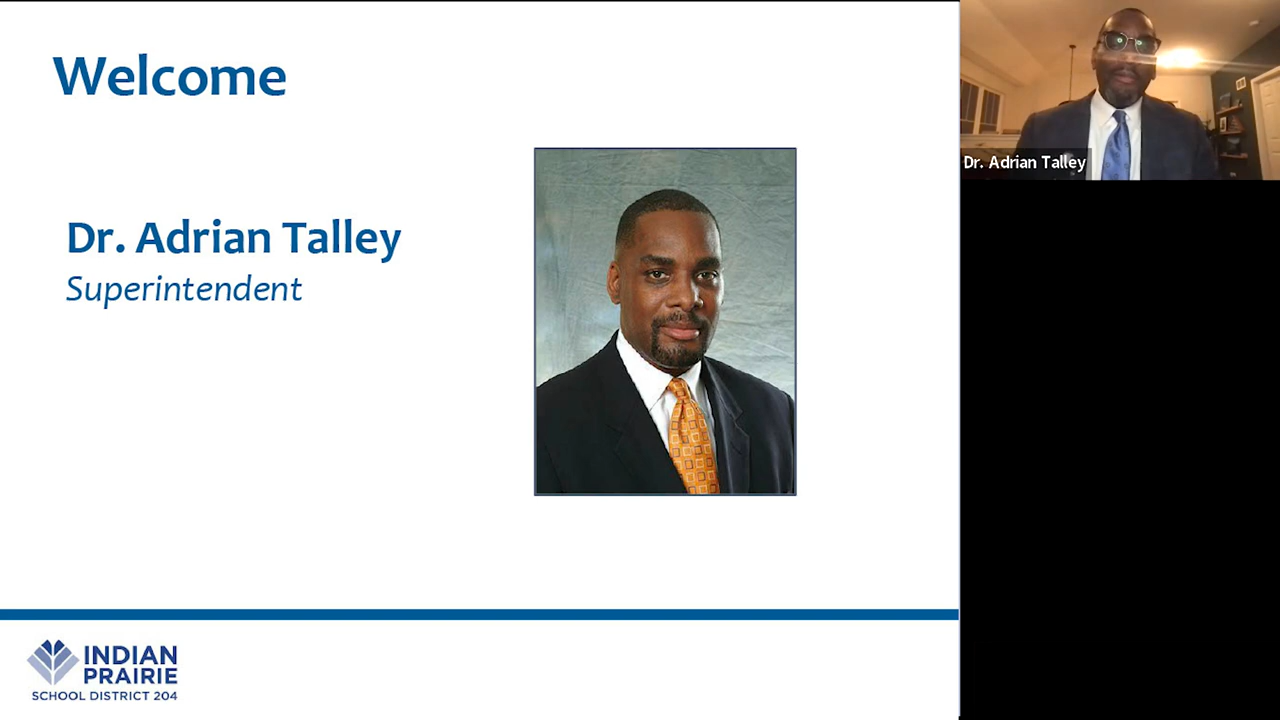 Welcome
Dr. Adrian Talley
Superintendent
INDIAN
PRAIRIE
SCHOOL DISTRICT 204
Dr. Adrian Talley